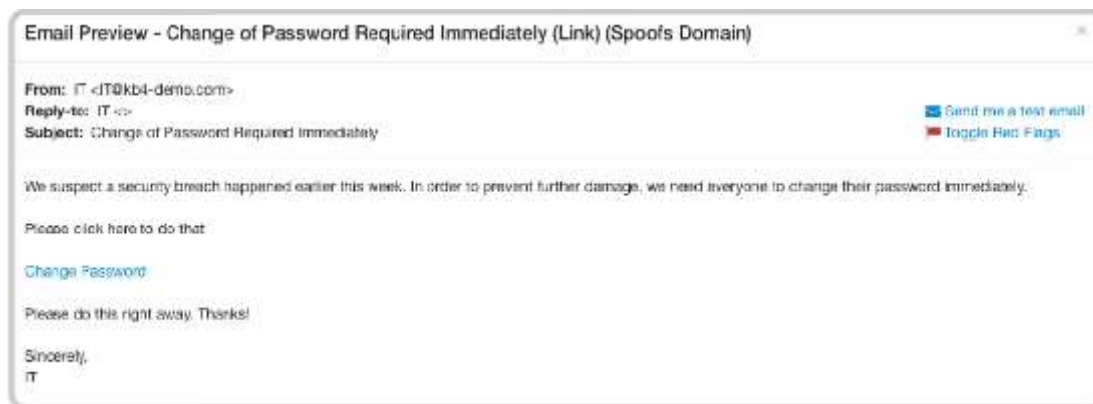 Email Preview - Change of Password Required Immediately (Link) (Spoofs Domain)
×
From: IT <IT@kb4-demo.com>
Reply-to: IT <>
Send me a test email
Subject: Change of Password Required Immediately
Toggle Red Flags
We suspect a security breach happened earlier this week. In order to prevent further damage, we need everyone to change their password immediately.
Please click here to do that
Change Password
Please do this right away. Thanks!
Sincerely,
IT